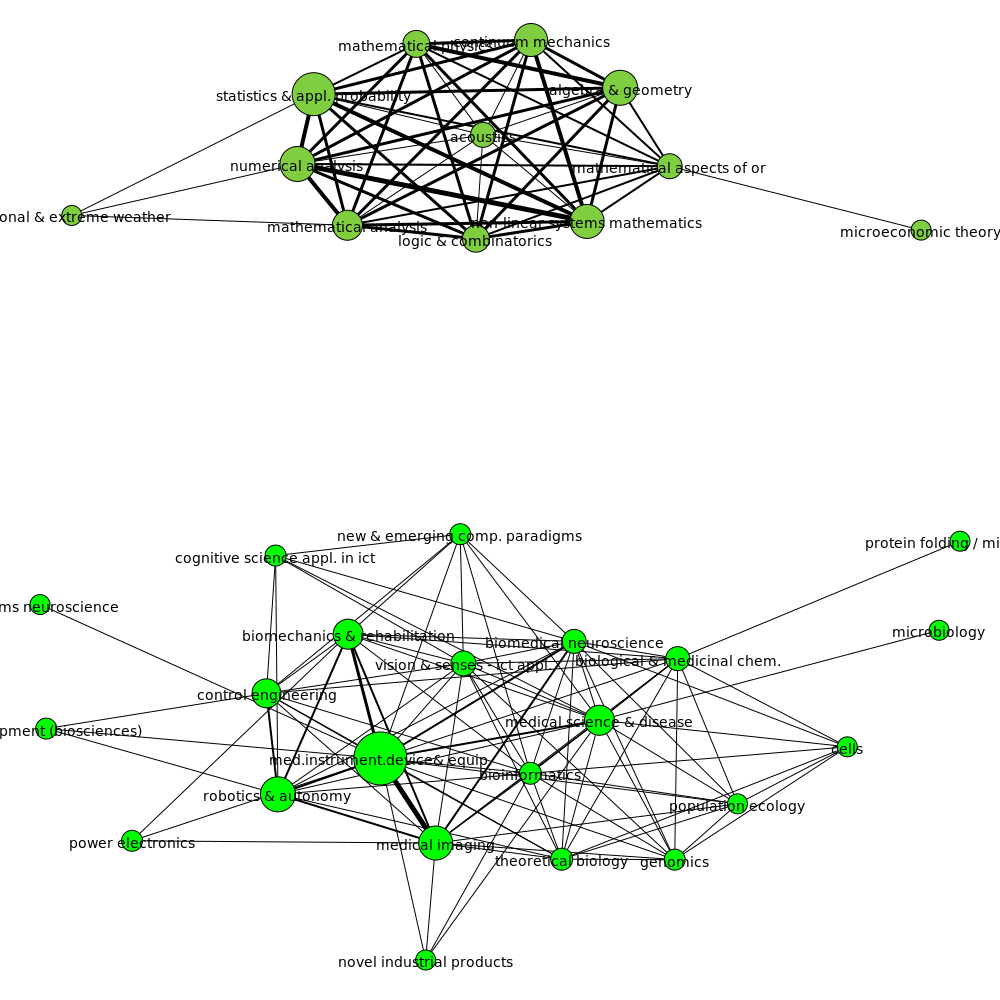 mathematical physics
continuum mechanics
algebra & geometry
statistics & appl. probability
acoustics
numerical analysis
mathematical aspects of or
onal & extreme weather
mathematical analysis
non linear systems mathematics
logic & combinatorics
microeconomic theory
new & emerging comp. paradigms
protein folding / mi
cognitive science appl. in ict
ms neuroscience
biomechanics & rehabilitation
microbiology
biomedical neuroscience
vision & senses - ict appl.
biological & medicinal chem.
control engineering
medical science & disease
pment (biosciences)
cells
med.instrument.device& equip.
bioinformatics
robotics & autonomy
population ecology
power electronics
medical imaging
theoretical biology
genomics
novel industrial products